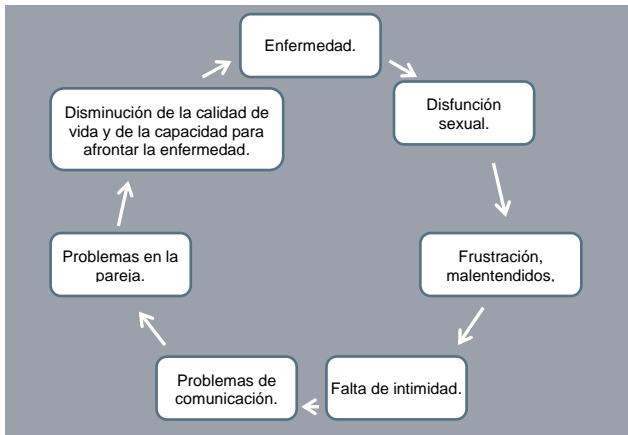 Enfermedad.
Disfunción
sexual.
Frustración,
malentendidos,
Falta de intimidad.
Problemas de
comunicación.
Problemas en la
pareja.
Disminución de la calidad de
vida y de la capacidad para
afrontar la enfermedad.